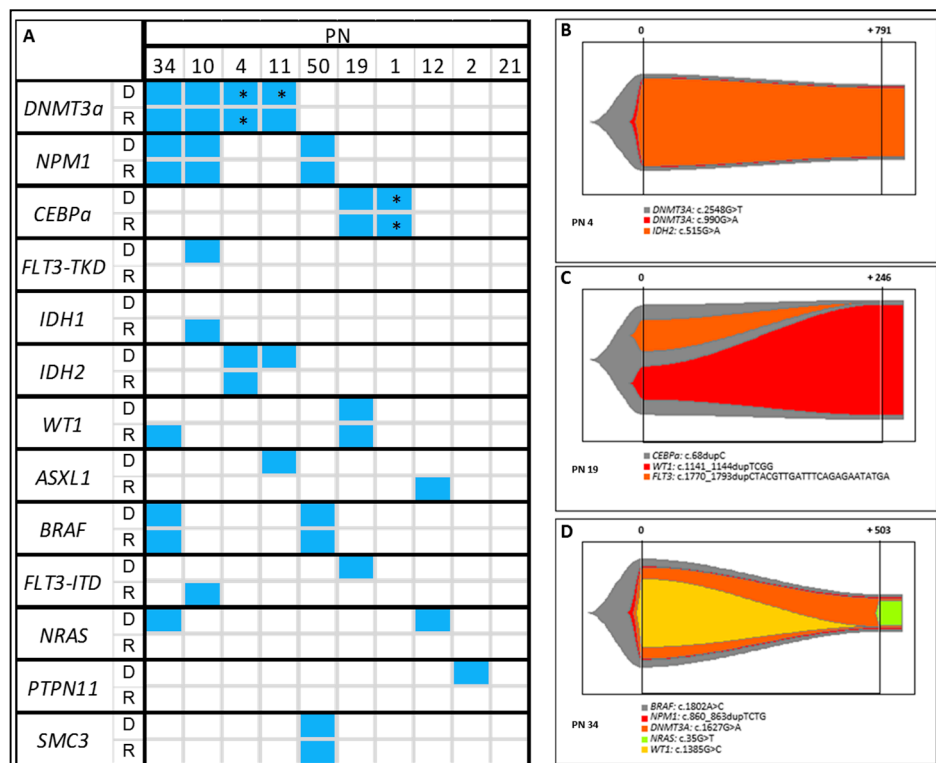 A
PN
34 10 4 11 50 19 1 12 2 21
DNMT3a D * *
R *
NPM1 D
R
CEBPa D *
R *
FLT3-TKD D
R
IDH1 D
R
IDH2 D
R
WT1 D
R
ASXL1 D
R
BRAF D
R
FLT3-ITD D
R
NRAS D
R
PTPN11 D
R
SMC3 D
R
B
0 +791
DNMT3A: c.2548G>T
DNMT3A: c.990G>A
PN 4 IDH2: c.515G>A
C
0 +246
CEBPa: c.68dupC
WT1: c.1141_1144dupTCGG
PN 19 FLT3: c.1770_1793dupCTACGTTGATTTCAGAGAATATGA
D
0 +503
BRAF: c.1802A>C
NPM1: c.860_863dupTCTG
PN 34 DNMT3A: c.1627G>A
NRAS: c.35G>T
WT1: c.1385G>C